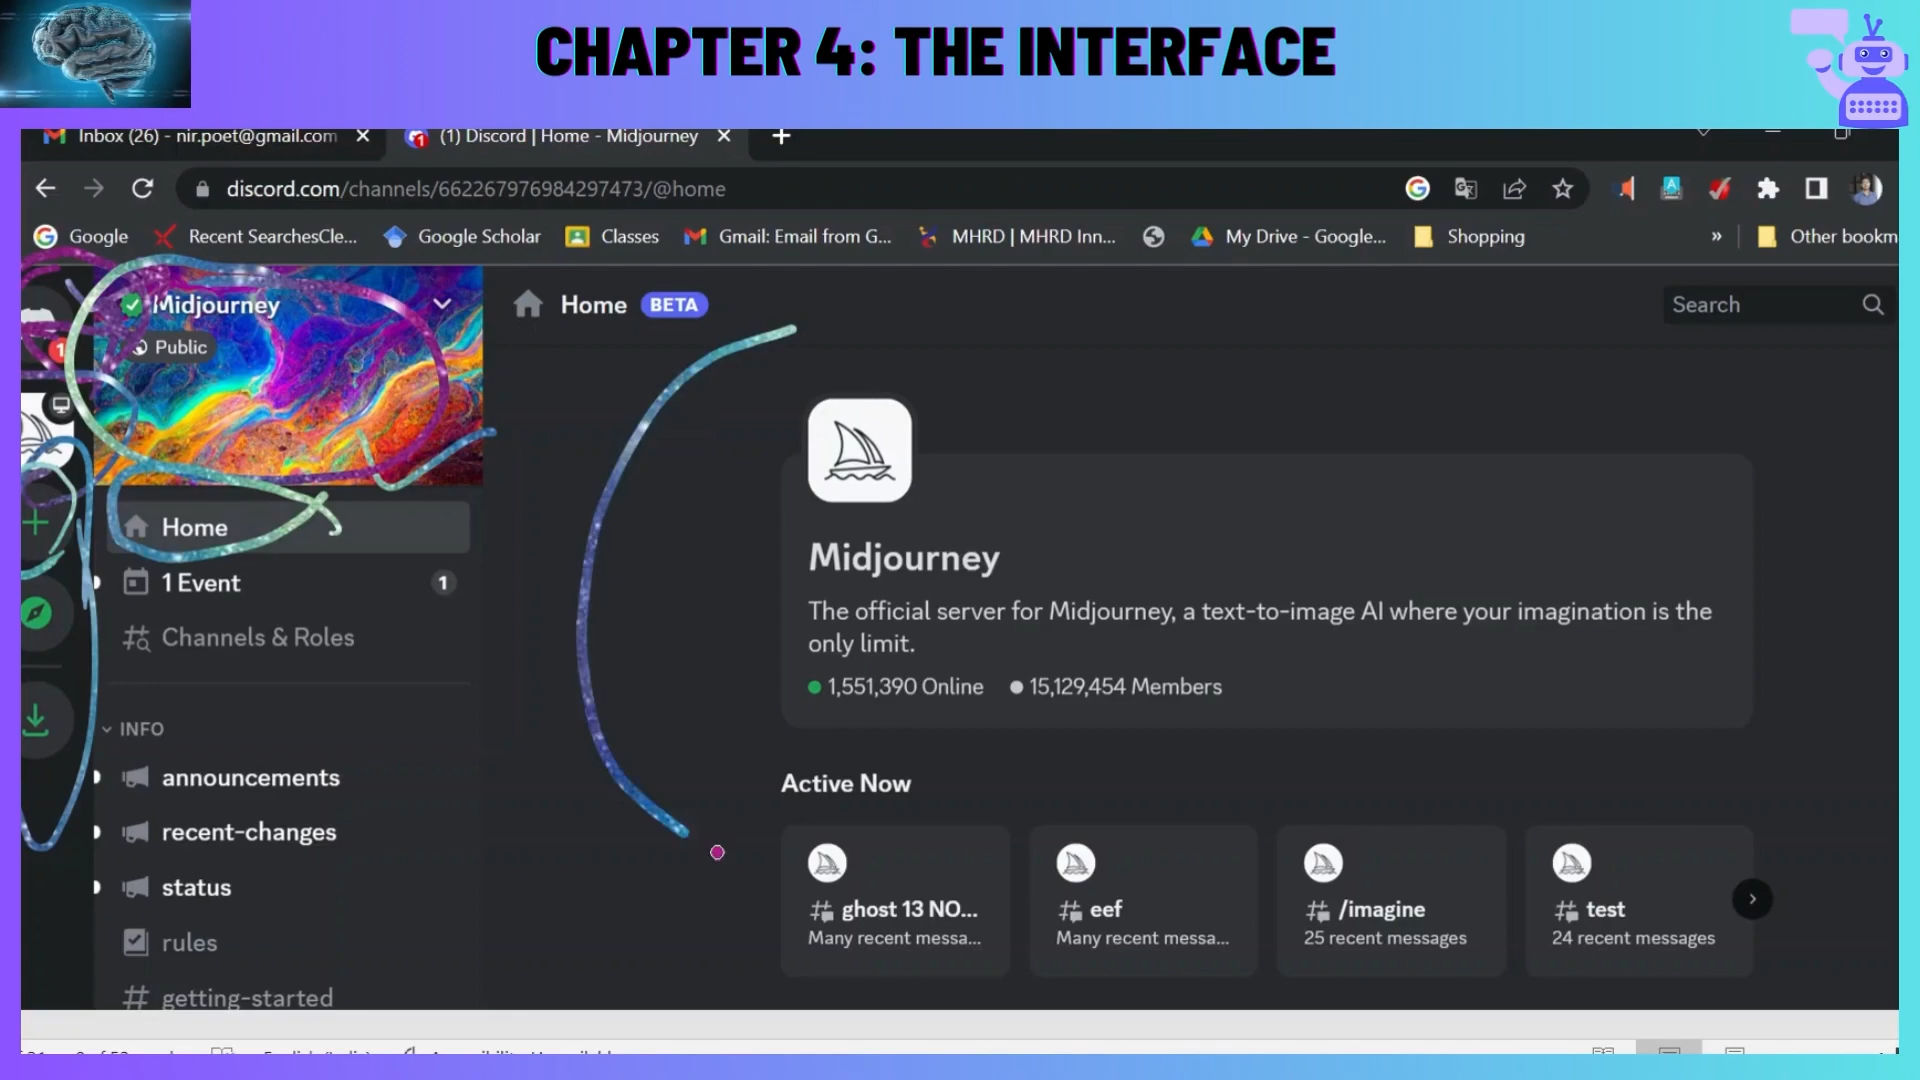 CHAPTER 4: THE INTERFACE
Inbox (26) - nir.poet@gmail.com
(1) Discord | Home - Midjourney
discord.com/channels/662267976984297473/@home
Google
Recent SearchesCle...
Google Scholar
Classes
Gmail: Email from G...
MHRD | MHRD Inn...
My Drive - Google...
Shopping
»
Other bookm
Midjourney
Public
1
Home
BETA
Search
Home
1 Event
1
Channels & Roles
Midjourney
The official server for Midjourney, a text-to-image AI where your imagination is the
only limit.
1,551,390 Online
15,129,454 Members
INFO
announcements
recent-changes
status
rules
getting-started
Active Now
ghost 13 NO...
Many recent messa...
eef
Many recent messa...
/imagine
25 recent messages
test
24 recent messages